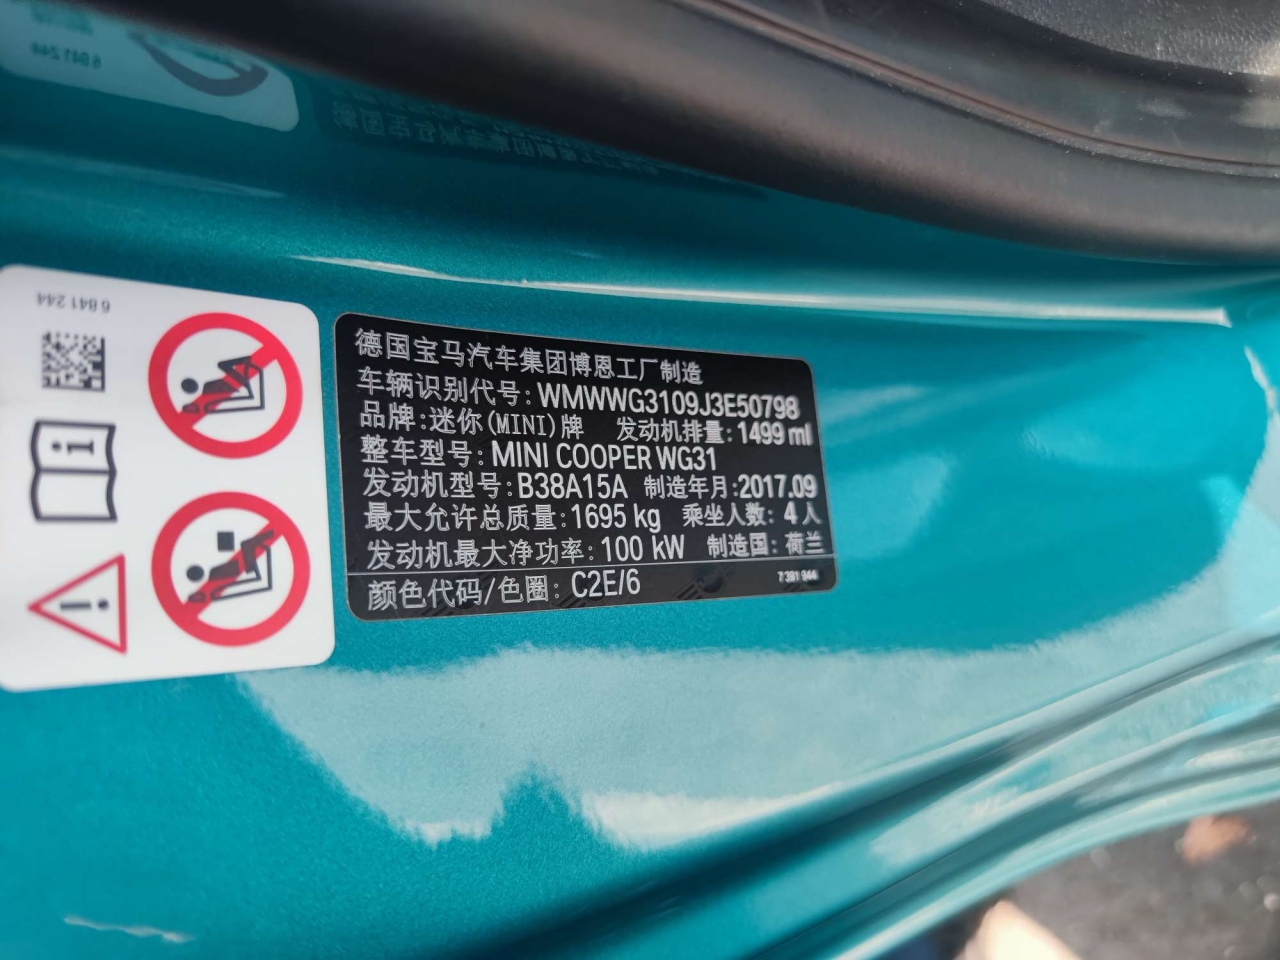 6 841 244
德国宝马汽车集团博恩工厂制造
车辆识别代号: WMWWG3109J3E50798
品牌: 迷你(MINI)牌 发动机排量: 1499 ml
整车型号: MINI COOPER WG31
发动机型号: B38A15A 制造年月: 2017.09
最大允许总质量: 1695 kg 乘坐人数: 4人
发动机最大净功率: 100 kW 制造国: 荷兰
颜色代码/色圈: C2E/6 7 391 944